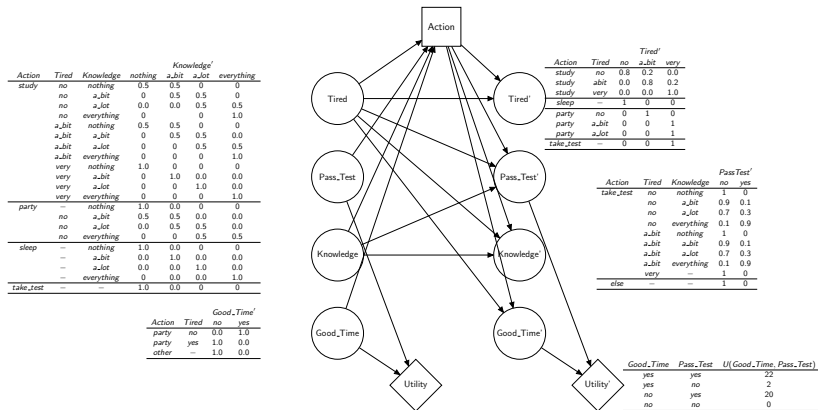 Knowledge′
Action Tired Knowledge nothing a_bit a_lot everything
study no nothing 0.5 0.5 0 0
no a_bit 0 0.5 0.5 0
no a_lot 0.0 0.0 0.5 0.5
no everything 0 0 0 1.0
a_bit nothing 0.5 0.5 0 0
a_bit a_bit 0 0.5 0.5 0.0
a_bit a_lot 0 0 0.5 0.5
a_bit everything 0 0 0 1.0
very nothing 1.0 0 0 0
very a_bit 0 1.0 0.0 0.0
very a_lot 0 0 1.0 0.0
very everything 0 0 0 1.0
party – nothing 1.0 0.0 0 0
no a_bit 0.5 0.5 0.0 0.0
no a_lot 0.0 0.5 0.5 0.0
no everything 0 0 0.5 0.5
sleep – nothing 1.0 0.0 0 0
– a_bit 0.0 1.0 0.0 0.0
– a_lot 0.0 0.0 1.0 0.0
– everything 0 0.0 0 1.0
take_test – – 1.0 0.0 0 0
Good_Time′
Action Tired no yes
party no 0.0 1.0
party yes 1.0 0.0
other – 1.0 0.0
Action
Tired
Tired'
Pass_Test
Pass_Test'
Knowledge
Knowledge'
Good_Time
Good_Time'
Utility
Utility'
Tired′
Action Tired no a_bit very
study no 0.8 0.2 0.0
study abit 0.0 0.8 0.2
study very 0.0 0.0 1.0
sleep – 1 0 0
party no 0 1 0
party a_bit 0 0 1
party a_lot 0 0 1
take_test – 0 0 1
PassTest′
Action Tired Knowledge no yes
take_test no nothing 1 0
no a_bit 0.9 0.1
no a_lot 0.7 0.3
no everything 0.1 0.9
a_bit nothing 1 0
a_bit a_bit 0.9 0.1
a_bit a_lot 0.7 0.3
a_bit everything 0.1 0.9
very – 1 0
else – – 1 0
Good_Time Pass_Test U(Good_Time, Pass_Test)
yes yes 22
yes no 2
no yes 20
no no 0